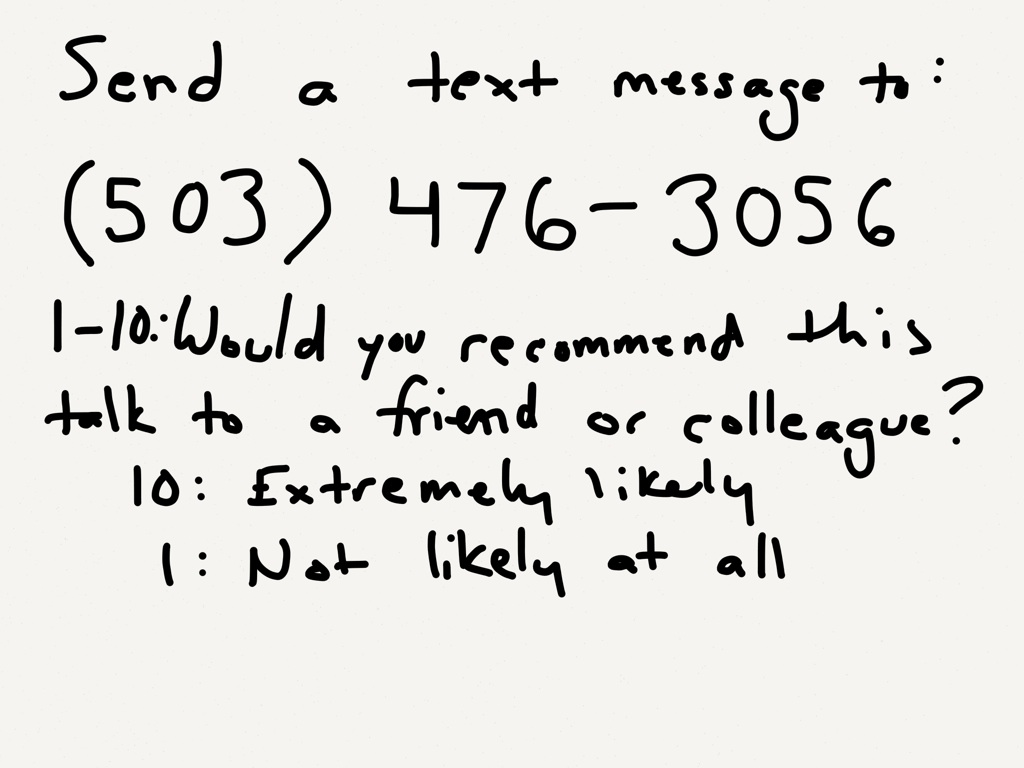 Send a text message to:
(503) 476-3056
1-10: Would you recommend this
talk to a friend or colleague?
10: Extremely likely
1: Not likely at all